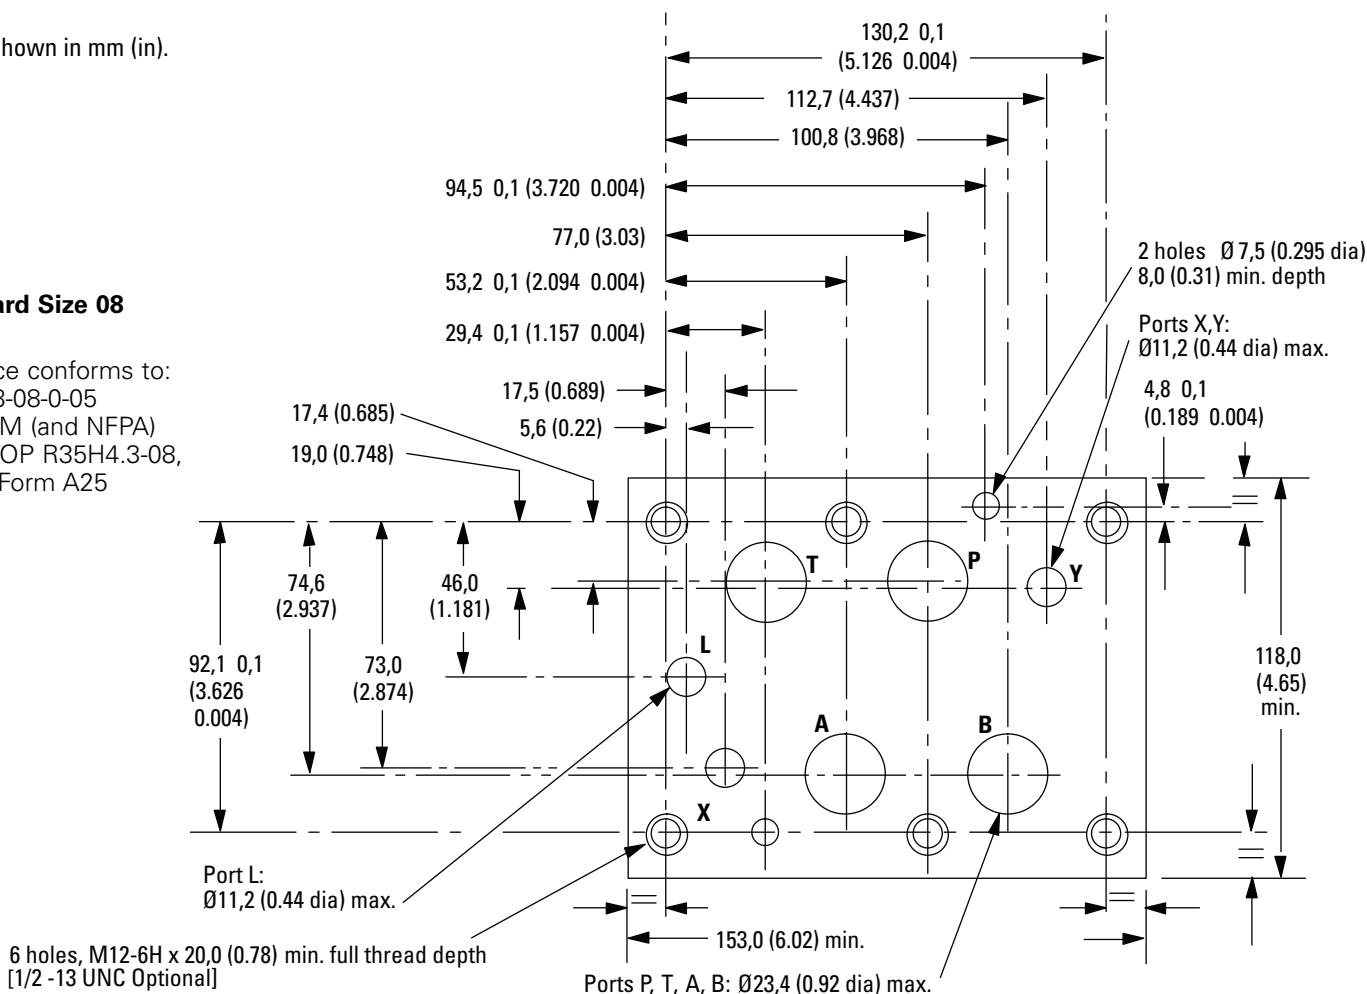 hown in mm (in).
130,2 0,1
(5.126 0.004)
112,7 (4.437)
100,8 (3.968)
94,5 0,1 (3.720 0.004)
77,0 (3.03)
53,2 0,1 (2.094 0.004)
29,4 0,1 (1.157 0.004)
17,5 (0.689)
5,6 (0.22)
17,4 (0.685)
19,0 (0.748)
2 holes Ø 7,5 (0.295 dia)
8,0 (0.31) min. depth
Ports X,Y:
Ø11,2 (0.44 dia) max.
4,8 0,1
(0.189 0.004)
ard Size 08
ce conforms to:
3-08-0-05
M (and NFPA)
TOP R35H4.3-08,
Form A25
T
P
Y
L
A
B
X
74,6
(2.937)
46,0
(1.181)
92,1 0,1
(3.626
0.004)
73,0
(2.874)
118,0
(4.65)
min.
Port L:
Ø11,2 (0.44 dia) max.
153,0 (6.02) min.
6 holes, M12-6H x 20,0 (0.78) min. full thread depth
[1/2 -13 UNC Optional]
Ports P, T, A, B: Ø23,4 (0.92 dia) max.